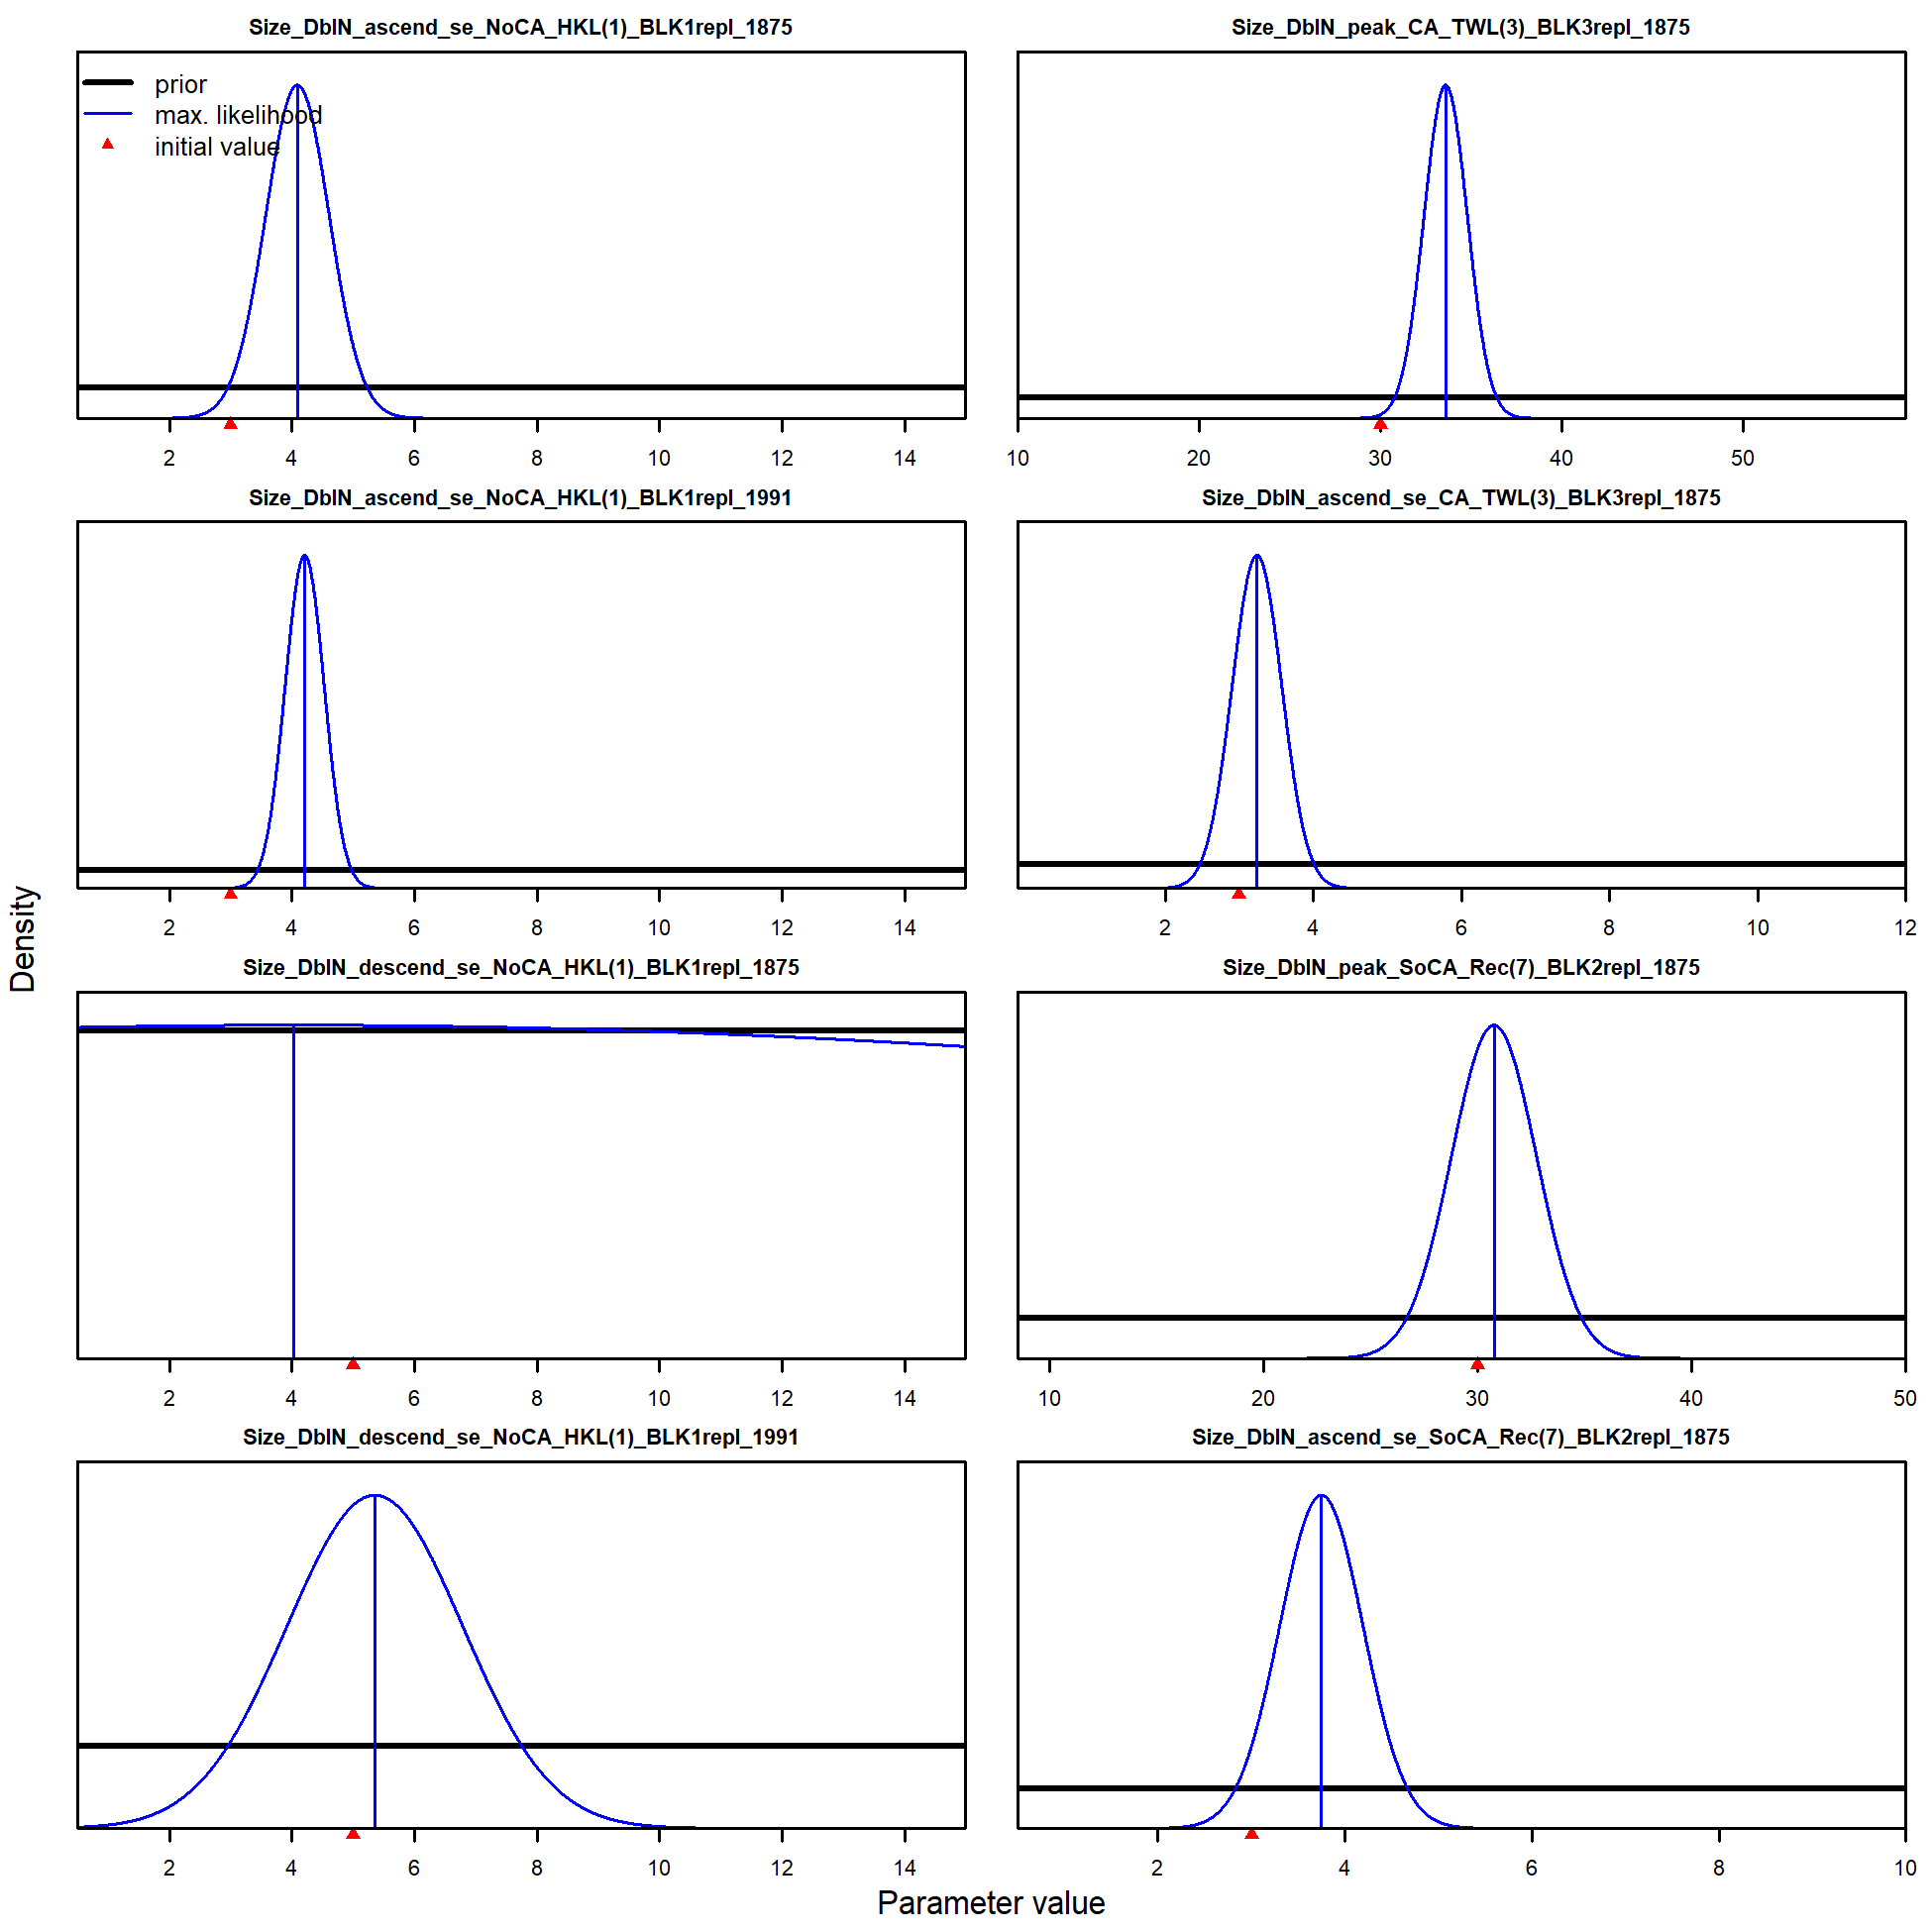 Size_DblN_ascend_se_NoCA_HKL(1)_BLK1repl_1875
prior
max. likelihood
initial value
2 4 6 8 10 12 14
Size_DblN_peak_CA_TWL(3)_BLK3repl_1875
10 20 30 40 50
Size_DblN_ascend_se_NoCA_HKL(1)_BLK1repl_1991
2 4 6 8 10 12 14
Size_DblN_ascend_se_CA_TWL(3)_BLK3repl_1875
2 4 6 8 10 12
Size_DblN_descend_se_NoCA_HKL(1)_BLK1repl_1875
2 4 6 8 10 12 14
Size_DblN_peak_SoCA_Rec(7)_BLK2repl_1875
10 20 30 40 50
Size_DblN_descend_se_NoCA_HKL(1)_BLK1repl_1991
2 4 6 8 10 12 14
Size_DblN_ascend_se_SoCA_Rec(7)_BLK2repl_1875
2 4 6 8 10
Density
Parameter value